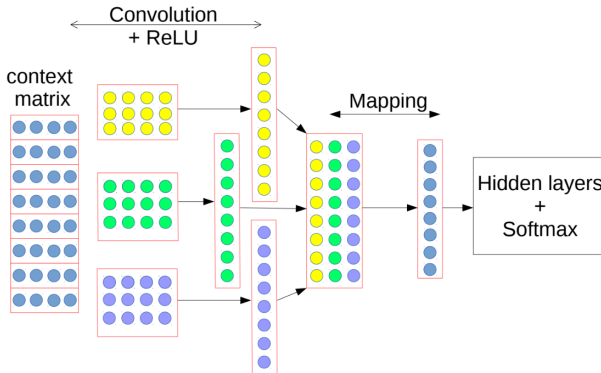 Convolution
+ ReLU
context
matrix
Mapping
Hidden layers
+
Softmax